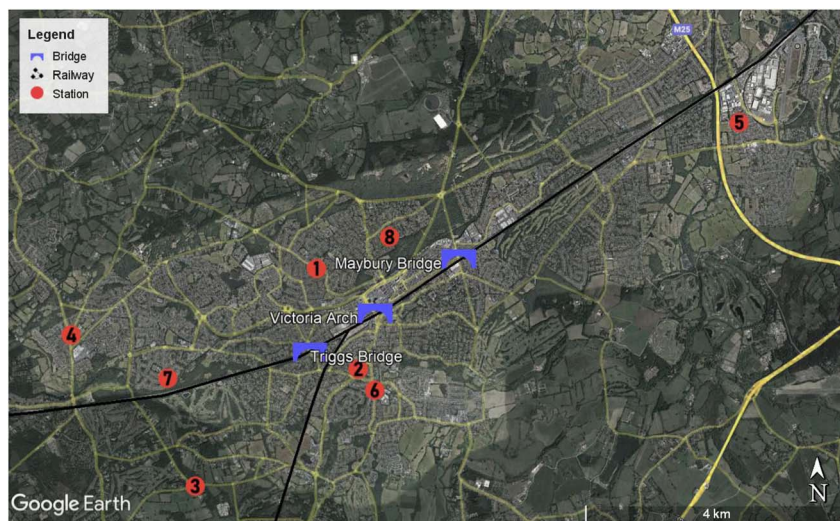 Legend
Bridge
Railway
Station
M25
5
8
1
Maybury Bridge
Victoria Arch
4
Triggs Bridge
2
7
6
3
Google Earth
N
4 km